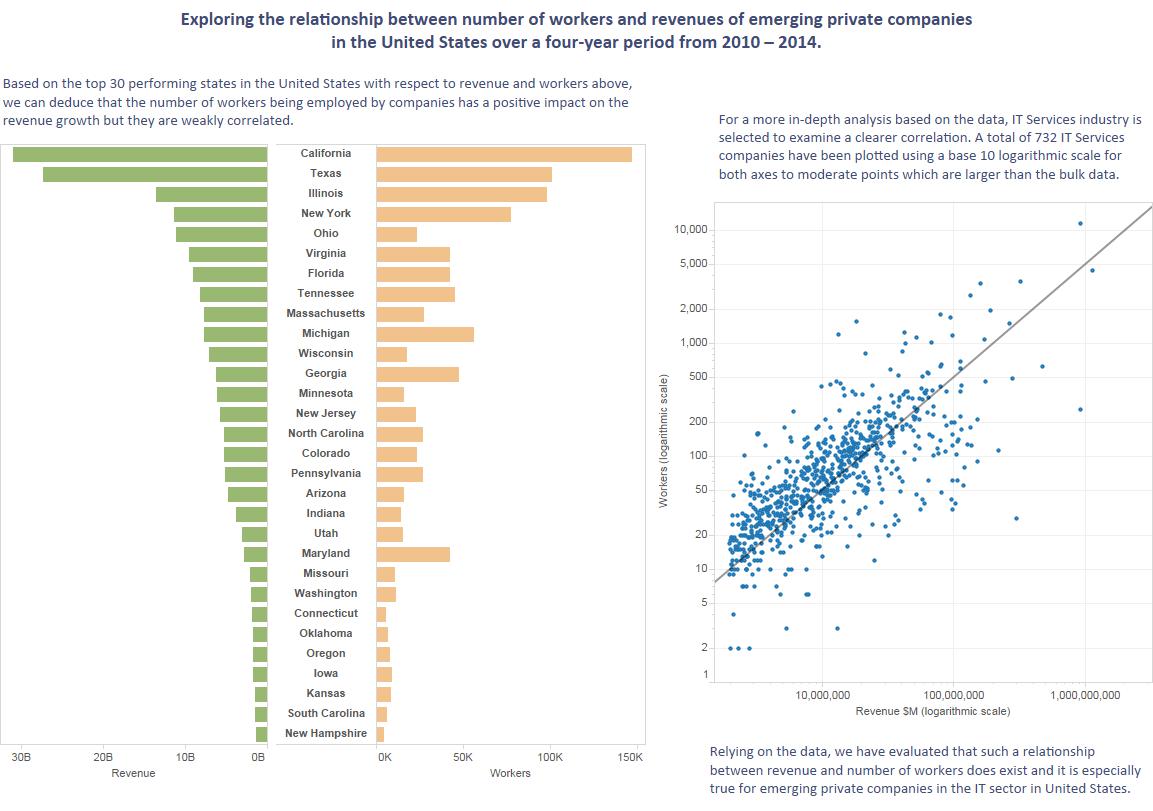 Exploring the relationship between number of workers and revenues of emerging private companies
in the United States over a four-year period from 2010 – 2014.
Based on the top 30 performing states in the United States with respect to revenue and workers above,
we can deduce that the number of workers being employed by companies has a positive impact on the
revenue growth but they are weakly correlated.
California
Texas
Illinois
New York
Ohio
Virginia
Florida
Tennessee
Massachusetts
Michigan
Wisconsin
Georgia
Minnesota
New Jersey
North Carolina
Colorado
Pennsylvania
Arizona
Indiana
Utah
Maryland
Missouri
Washington
Connecticut
Oklahoma
Oregon
Iowa
Kansas
South Carolina
New Hampshire
30B 20B 10B 0B 0K 50K 100K 150K
Revenue Workers
For a more in-depth analysis based on the data, IT Services industry is
selected to examine a clearer correlation. A total of 732 IT Services
companies have been plotted using a base 10 logarithmic scale for
both axes to moderate points which are larger than the bulk data.
Workers (logarithmic scale)
10,000
5,000
2,000
1,000
500
200
100
50
20
10
5
2
1
10,000,000 100,000,000 1,000,000,000
Revenue $M (logarithmic scale)
Relying on the data, we have evaluated that such a relationship
between revenue and number of workers does exist and it is especially
true for emerging private companies in the IT sector in United States.